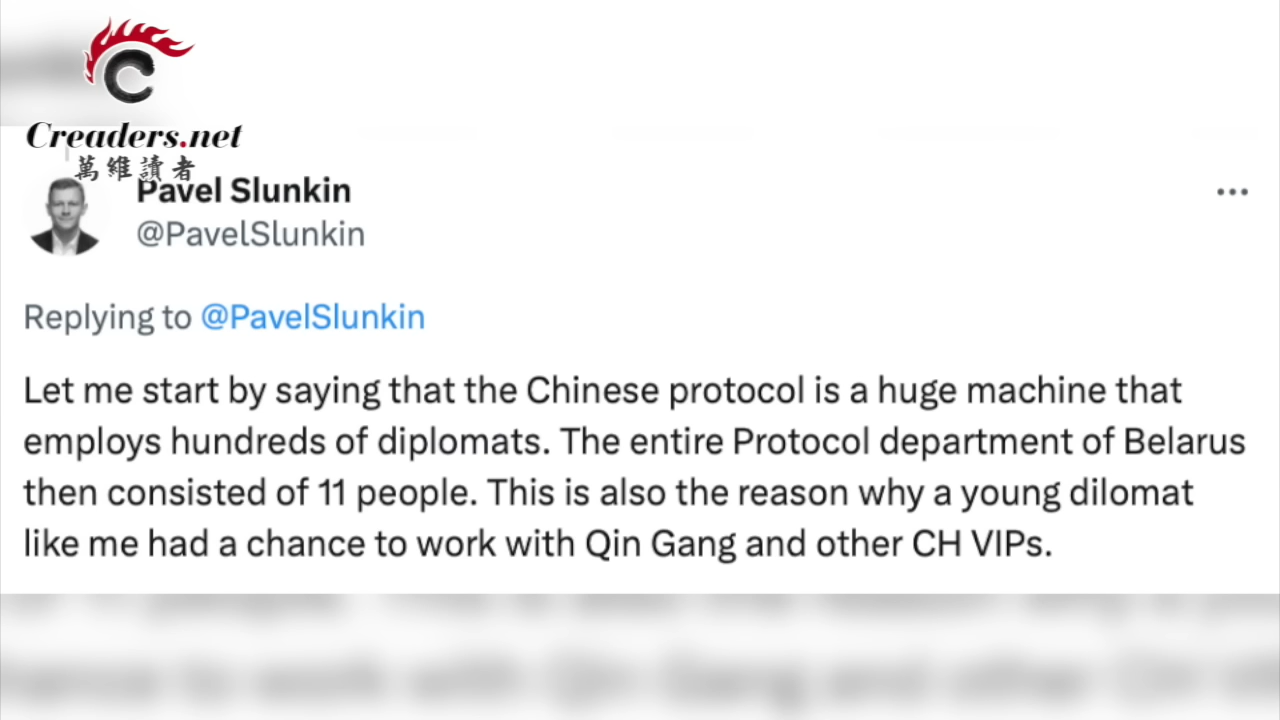 Creaders.net
萬維讀者
Pavel Slunkin
@PavelSlunkin
Replying to @PavelSlunkin
Let me start by saying that the Chinese protocol is a huge machine that
employs hundreds of diplomats. The entire Protocol department of Belarus
then consisted of 11 people. This is also the reason why a young dilomat
like me had a chance to work with Qin Gang and other CH VIPs.